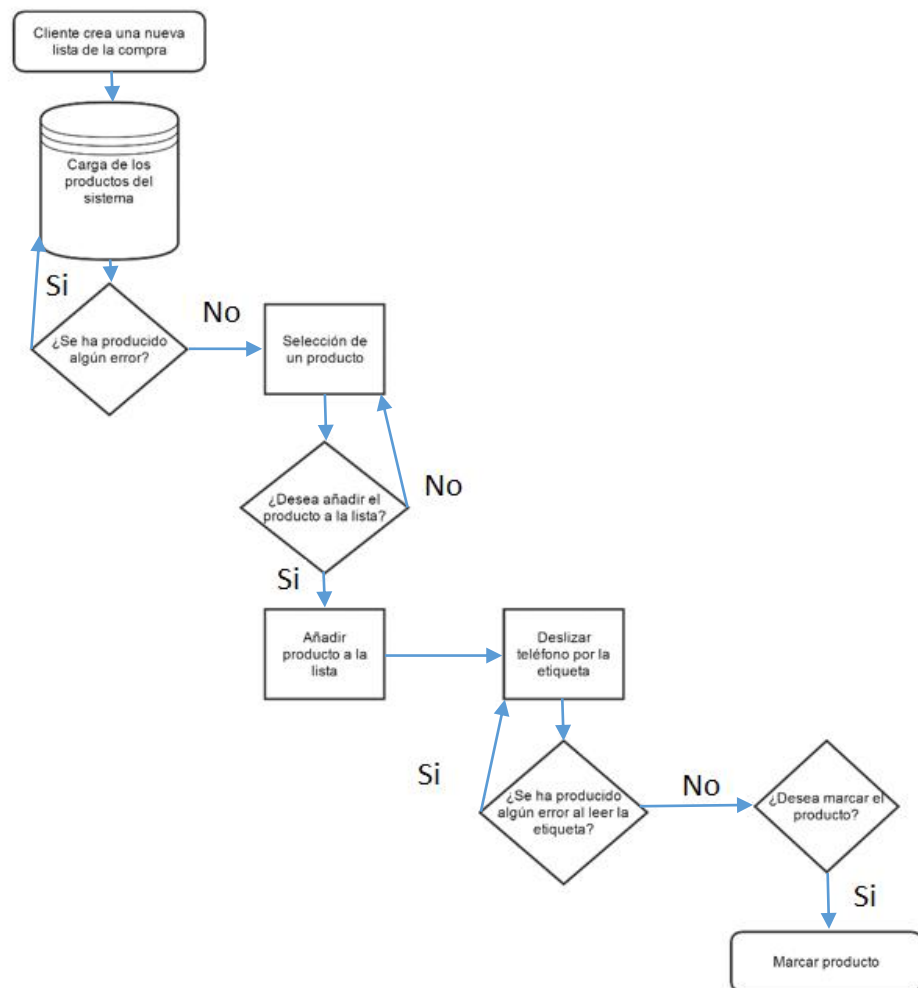 Cliente crea una nueva
lista de la compra
Carga de los
productos del
sistema
Si
¿Se ha producido
algún error?
No
Selección de
un producto
¿Desea añadir el
producto a la lista?
No
Si
Añadir
producto a la
lista
Deslizar
teléfono por la
etiqueta
Si
¿Se ha producido
algún error al leer la
etiqueta?
No
¿Desea marcar el
producto?
Si
Marcar producto